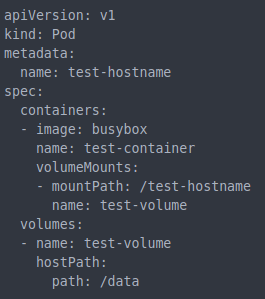 apiVersion: v1
kind: Pod
metadata:
  name: test-hostname
spec:
  containers:
  - image: busybox
    name: test-container
    volumeMounts:
    - mountPath: /test-hostname
      name: test-volume
  volumes:
  - name: test-volume
    hostPath:
      path: /data